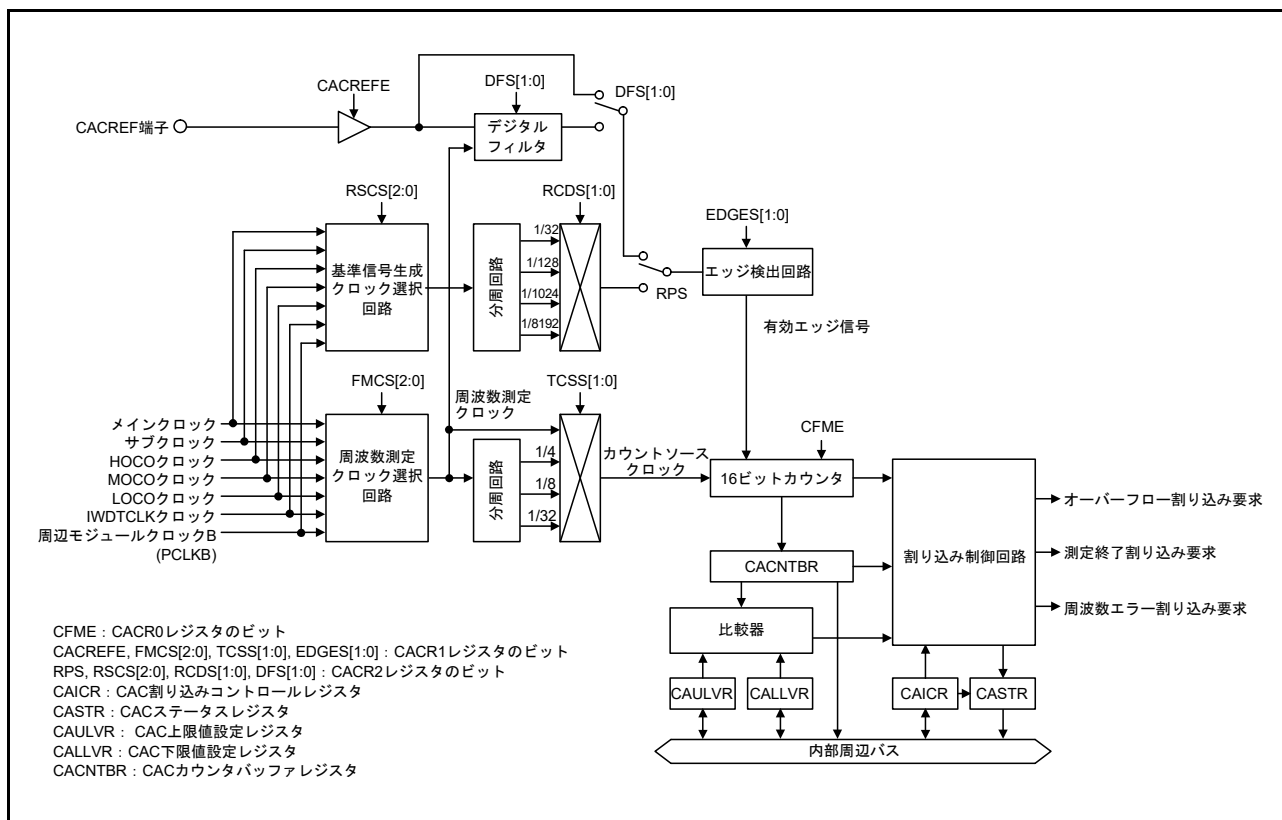 CACREFE
DFS[1:0]
DFS[1:0]
CACREF端子
デジタル
フィルタ
RSCS[2:0]
RCDS[1:0]
EDGES[1:0]
基準信号生成
クロック選択
回路
分周回路
1/32
1/128
1/1024
1/8192
RPS
エッジ検出回路
有効エッジ信号
FMCS[2:0]
周波数測定
クロック
TCSS[1:0]
CFME
メインクロック
サブクロック
HOCOクロック
MOCOクロック
LOCOクロック
IWDTCLKクロック
周辺モジュールクロックB
(PCLKB)
周波数測定
クロック選択
回路
分周回路
1/4
1/8
1/32
カウントソース
クロック
16ビットカウンタ
CACNTBR
比較器
CAULVR
CALLVR
割り込み制御回路
CAICR
CASTR
オーバーフロー割り込み要求
測定終了割り込み要求
周波数エラー割り込み要求
内部周辺バス
CFME：CACR0レジスタのビット
CACREFE, FMCS[2:0], TCSS[1:0], EDGES[1:0]：CACR1レジスタのビット
RPS, RSCS[2:0], RCDS[1:0], DFS[1:0]：CACR2レジスタのビット
CAICR：CAC割り込みコントロールレジスタ
CASTR：CACステータスレジスタ
CAULVR： CAC上限値設定レジスタ
CALLVR：CAC下限値設定レジスタ
CACNTBR：CACカウンタバッファレジスタ